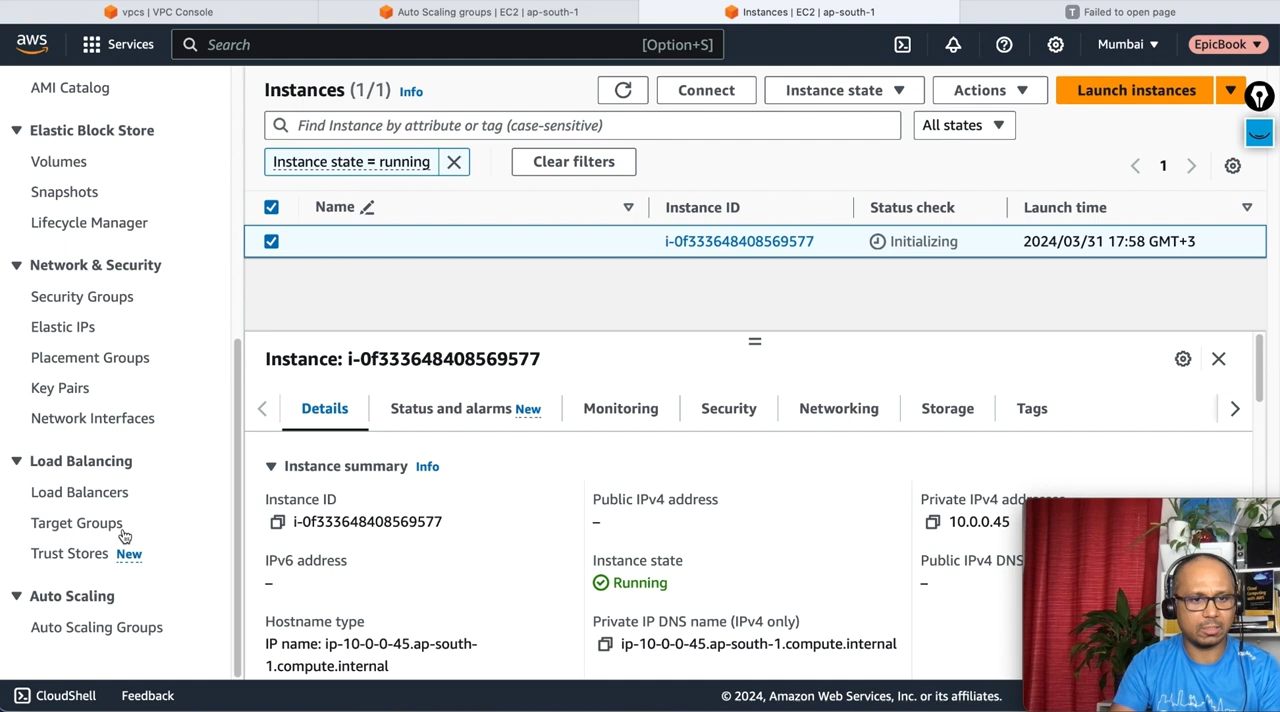 vpcs | VPC Console
Auto Scaling groups | EC2 | ap-south-1
Instances | EC2 | ap-south-1
T Failed to open page
aws
Services
Search
[Option+S]
Mumbai ▼
EpicBook ▼
AMI Catalog
Elastic Block Store
Volumes
Snapshots
Lifecycle Manager
Network & Security
Security Groups
Elastic IPs
Placement Groups
Key Pairs
Network Interfaces
Load Balancing
Load Balancers
Target Groups
Trust Stores New
Auto Scaling
Auto Scaling Groups
Instances (1/1) Info
Connect
Instance state ▼
Actions ▼
Launch instances
Find Instance by attribute or tag (case-sensitive)
All states ▼
Instance state = running
Clear filters
1
Name
Instance ID
Status check
Launch time
i-0f333648408569577
Initializing
2024/03/31 17:58 GMT+3
Instance: i-0f333648408569577
Details
Status and alarms New
Monitoring
Security
Networking
Storage
Tags
Instance summary Info
Instance ID
i-0f333648408569577
Public IPv4 address
–
Private IPv4 addresses
10.0.0.45
IPv6 address
–
Instance state
Running
Public IPv4 DNS
–
Hostname type
IP name: ip-10-0-0-45.ap-south-
1.compute.internal
Private IP DNS name (IPv4 only)
ip-10-0-0-45.ap-south-1.compute.internal
CloudShell
Feedback
© 2024, Amazon Web Services, Inc. or its affiliates.